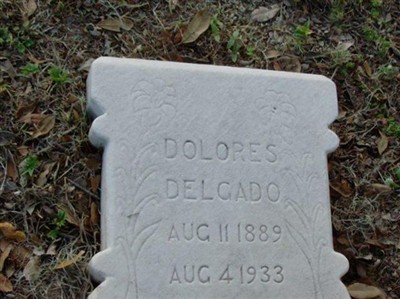 DOLORES
DELGADO
AUG 11 1889
AUG 4 1933